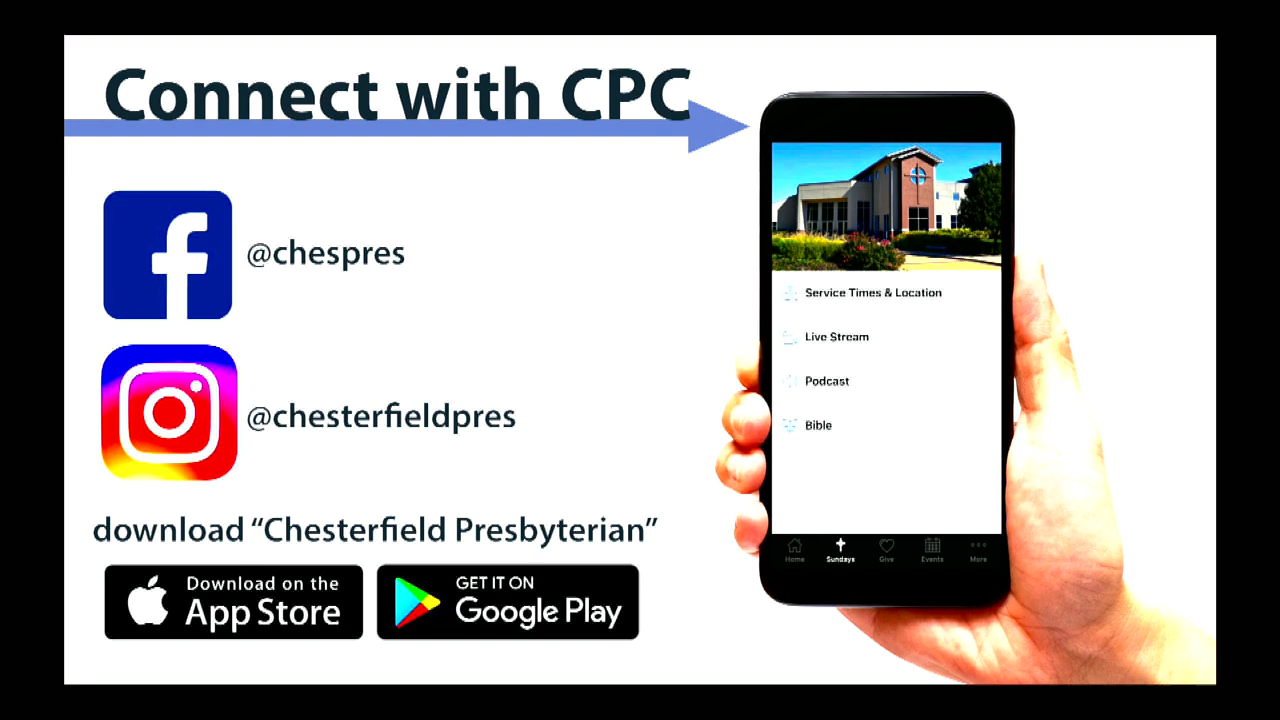 Connect with CPC
@chespres
@chesterfieldpres
download “Chesterfield Presbyterian”
Download on the
App Store
GET IT ON
Google Play
Service Times & Location
Live Stream
Podcast
Bible
Home Sundays Give Events More